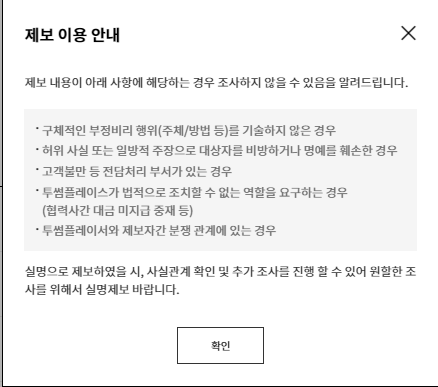 제보 이용 안내
제보 내용이 아래 사항에 해당하는 경우 조사하지 않을 수 있음을 알려드립니다.
· 구체적인 부정비리 행위(주체/방법 등)를 기술하지 않은 경우
· 허위 사실 또는 일방적 주장으로 대상자를 비방하거나 명예를 훼손한 경우
· 고객불만 등 전담처리 부서가 있는 경우
· 투썸플레이스가 법적으로 조치할 수 없는 역할을 요구하는 경우
(협력사간 대금 미지급 중재 등)
· 투썸플레이서와 제보자간 분쟁 관계에 있는 경우
실명으로 제보하였을 시, 사실관계 확인 및 추가 조사를 진행 할 수 있어 원할한 조
사를 위해서 실명제보 바랍니다.
확인